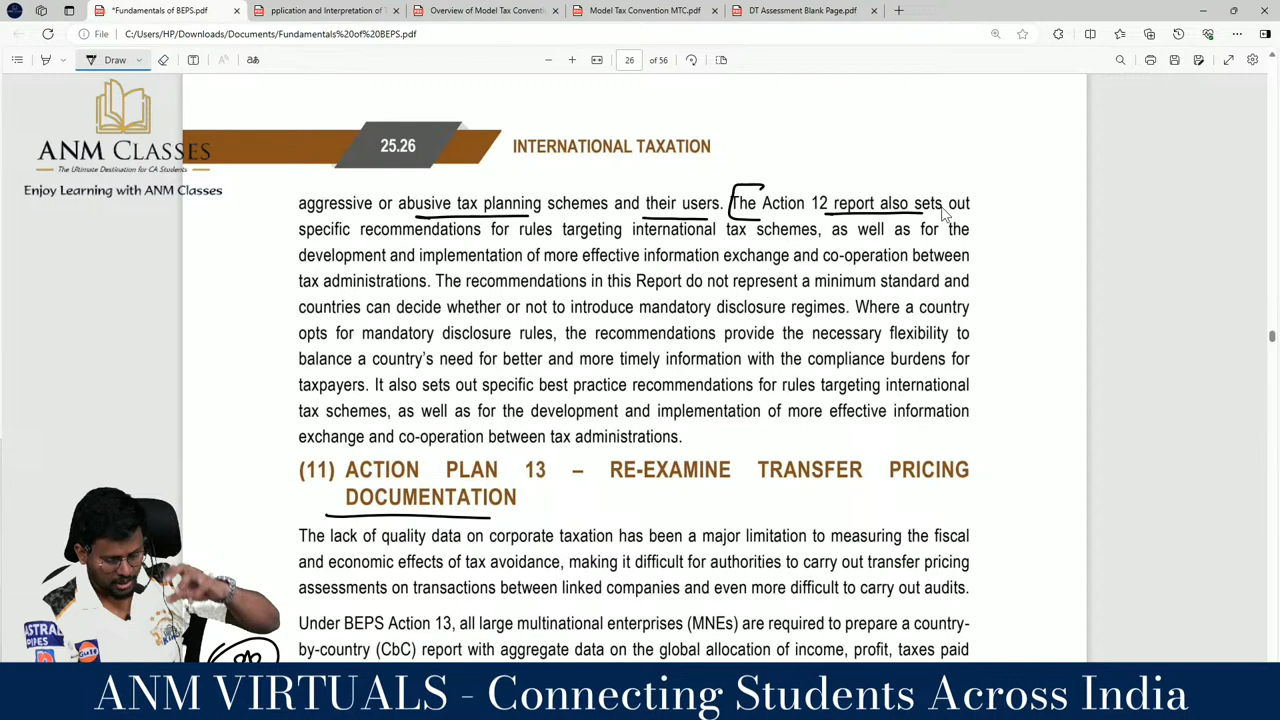 *Fundamentals of BEPS.pdf
pplication and Interpretation of T
Overview of Model Tax Conventi
Model Tax Convention MTC.pdf
DT Assessment Blank Page.pdf
File
C:/Users/HP/Downloads/Documents/Fundamentals%20of%20BEPS.pdf
Draw
26 of 56
ANM CLASSES
The Ultimate Destination for CA Students
Enjoy Learning with ANM Classes
25.26 INTERNATIONAL TAXATION
aggressive or abusive tax planning schemes and their users. The Action 12 report also sets out
specific recommendations for rules targeting international tax schemes, as well as for the
development and implementation of more effective information exchange and co-operation between
tax administrations. The recommendations in this Report do not represent a minimum standard and
countries can decide whether or not to introduce mandatory disclosure regimes. Where a country
opts for mandatory disclosure rules, the recommendations provide the necessary flexibility to
balance a country's need for better and more timely information with the compliance burdens for
taxpayers. It also sets out specific best practice recommendations for rules targeting international
tax schemes, as well as for the development and implementation of more effective information
exchange and co-operation between tax administrations.
(11) ACTION PLAN 13 – RE-EXAMINE TRANSFER PRICING
DOCUMENTATION
The lack of quality data on corporate taxation has been a major limitation to measuring the fiscal
and economic effects of tax avoidance, making it difficult for authorities to carry out transfer pricing
assessments on transactions between linked companies and even more difficult to carry out audits.
Under BEPS Action 13, all large multinational enterprises (MNEs) are required to prepare a country-
by-country (CbC) report with aggregate data on the global allocation of income, profit, taxes paid
ASTRAL
PIPES
Gulf
ANM VIRTUALS - Connecting Students Across India